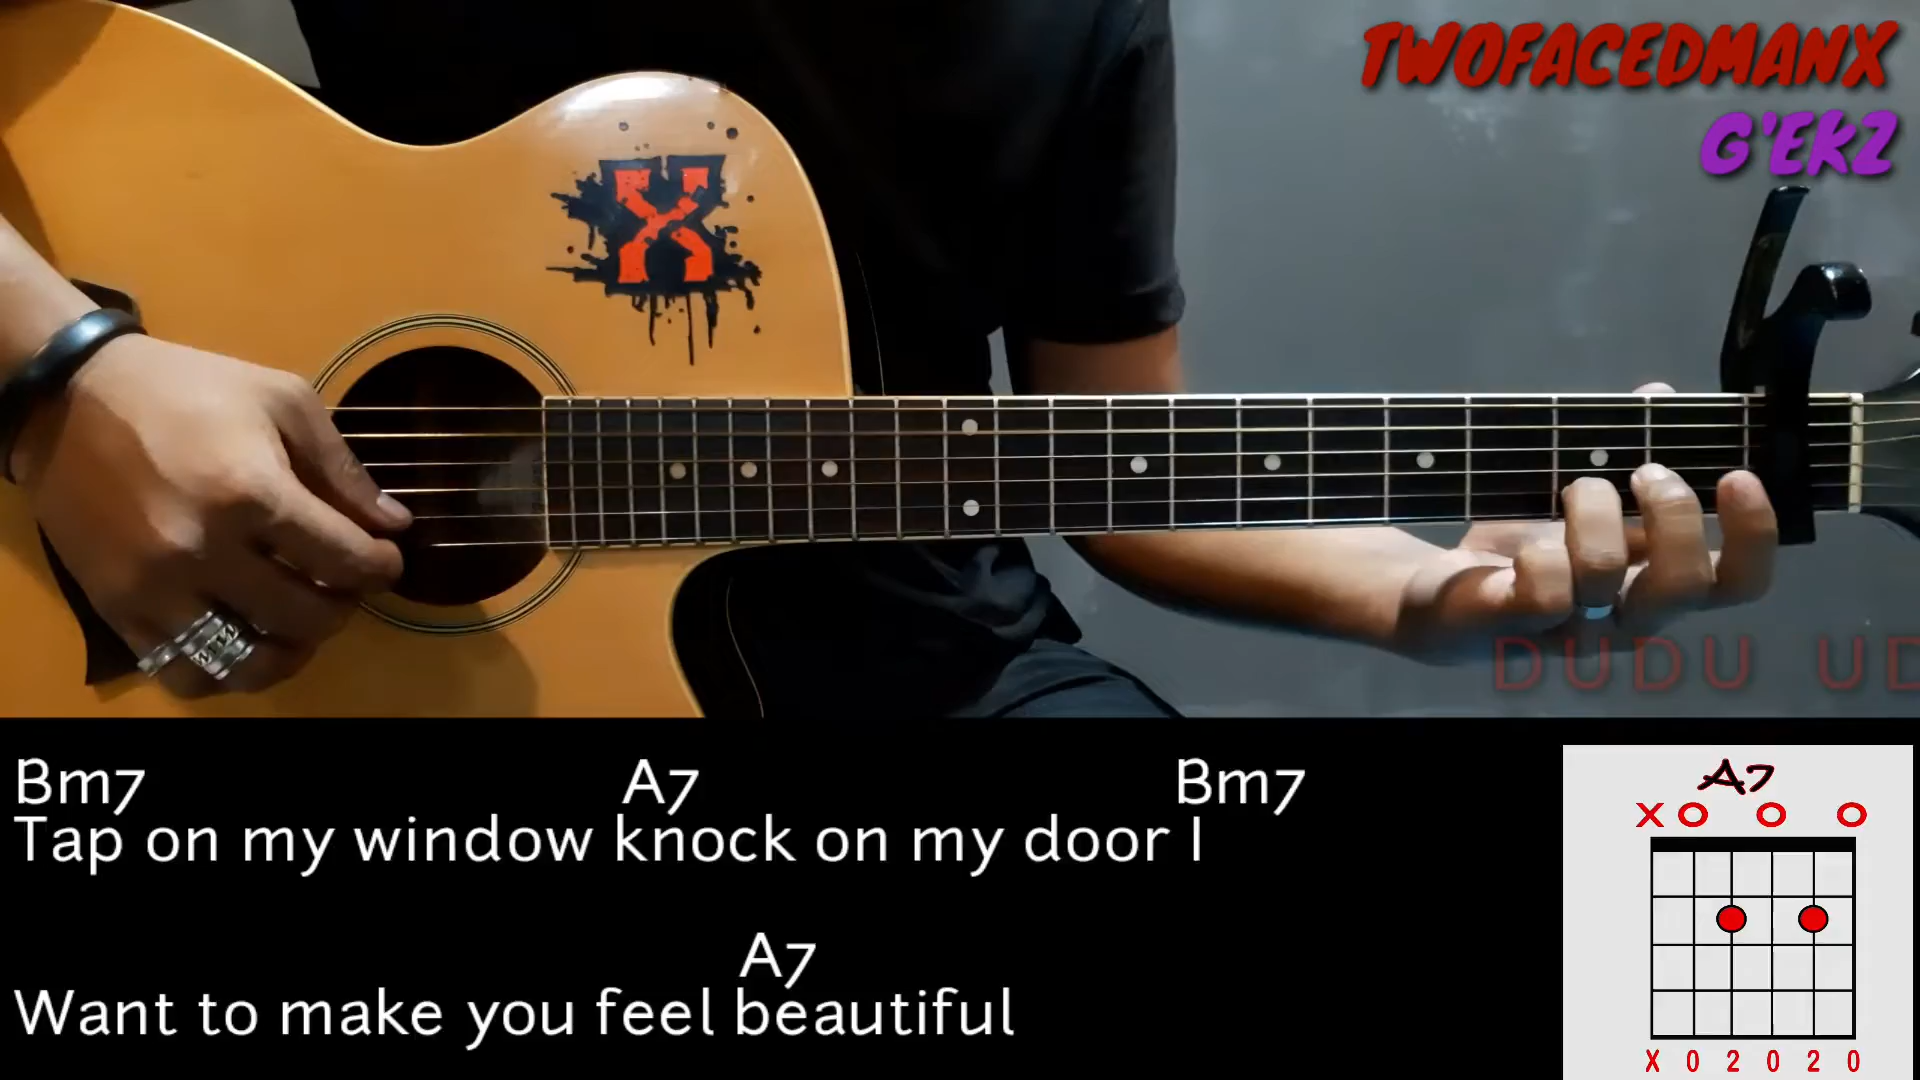 TWOFACEDMANX
G'EKZ
X
DUDU UD
Bm7 A7 Bm7
Tap on my window knock on my door I
A7
Want to make you feel beautiful
A7
X O O O
X 0 2 0 2 0